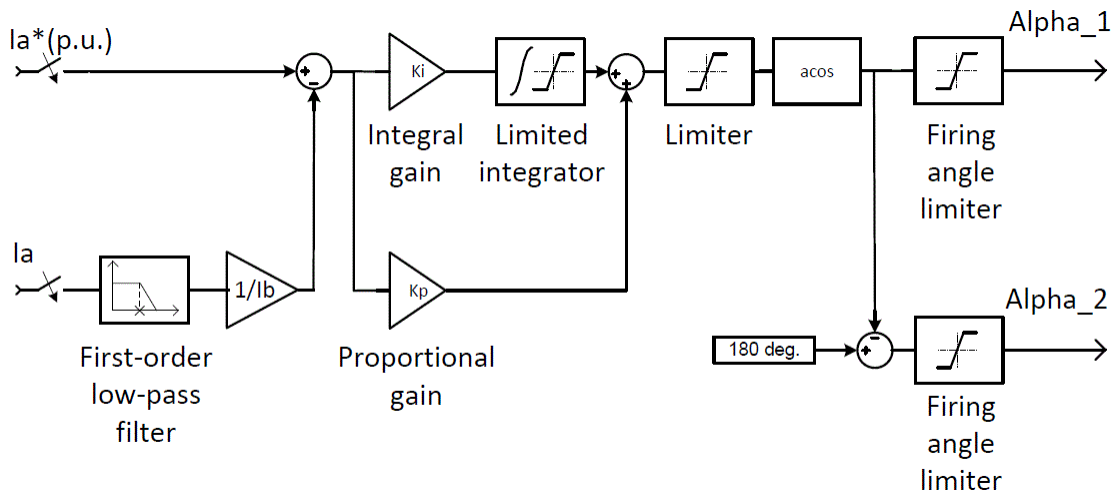 Ia*(p.u.)
Alpha_1
+
−
Ki
+
+
acos
Integral
gain
Limited
integrator
Limiter
Firing
angle
limiter
Ia
1/Ib
Kp
First-order
low-pass
filter
Proportional
gain
Alpha_2
180 deg.
+
−
Firing
angle
limiter